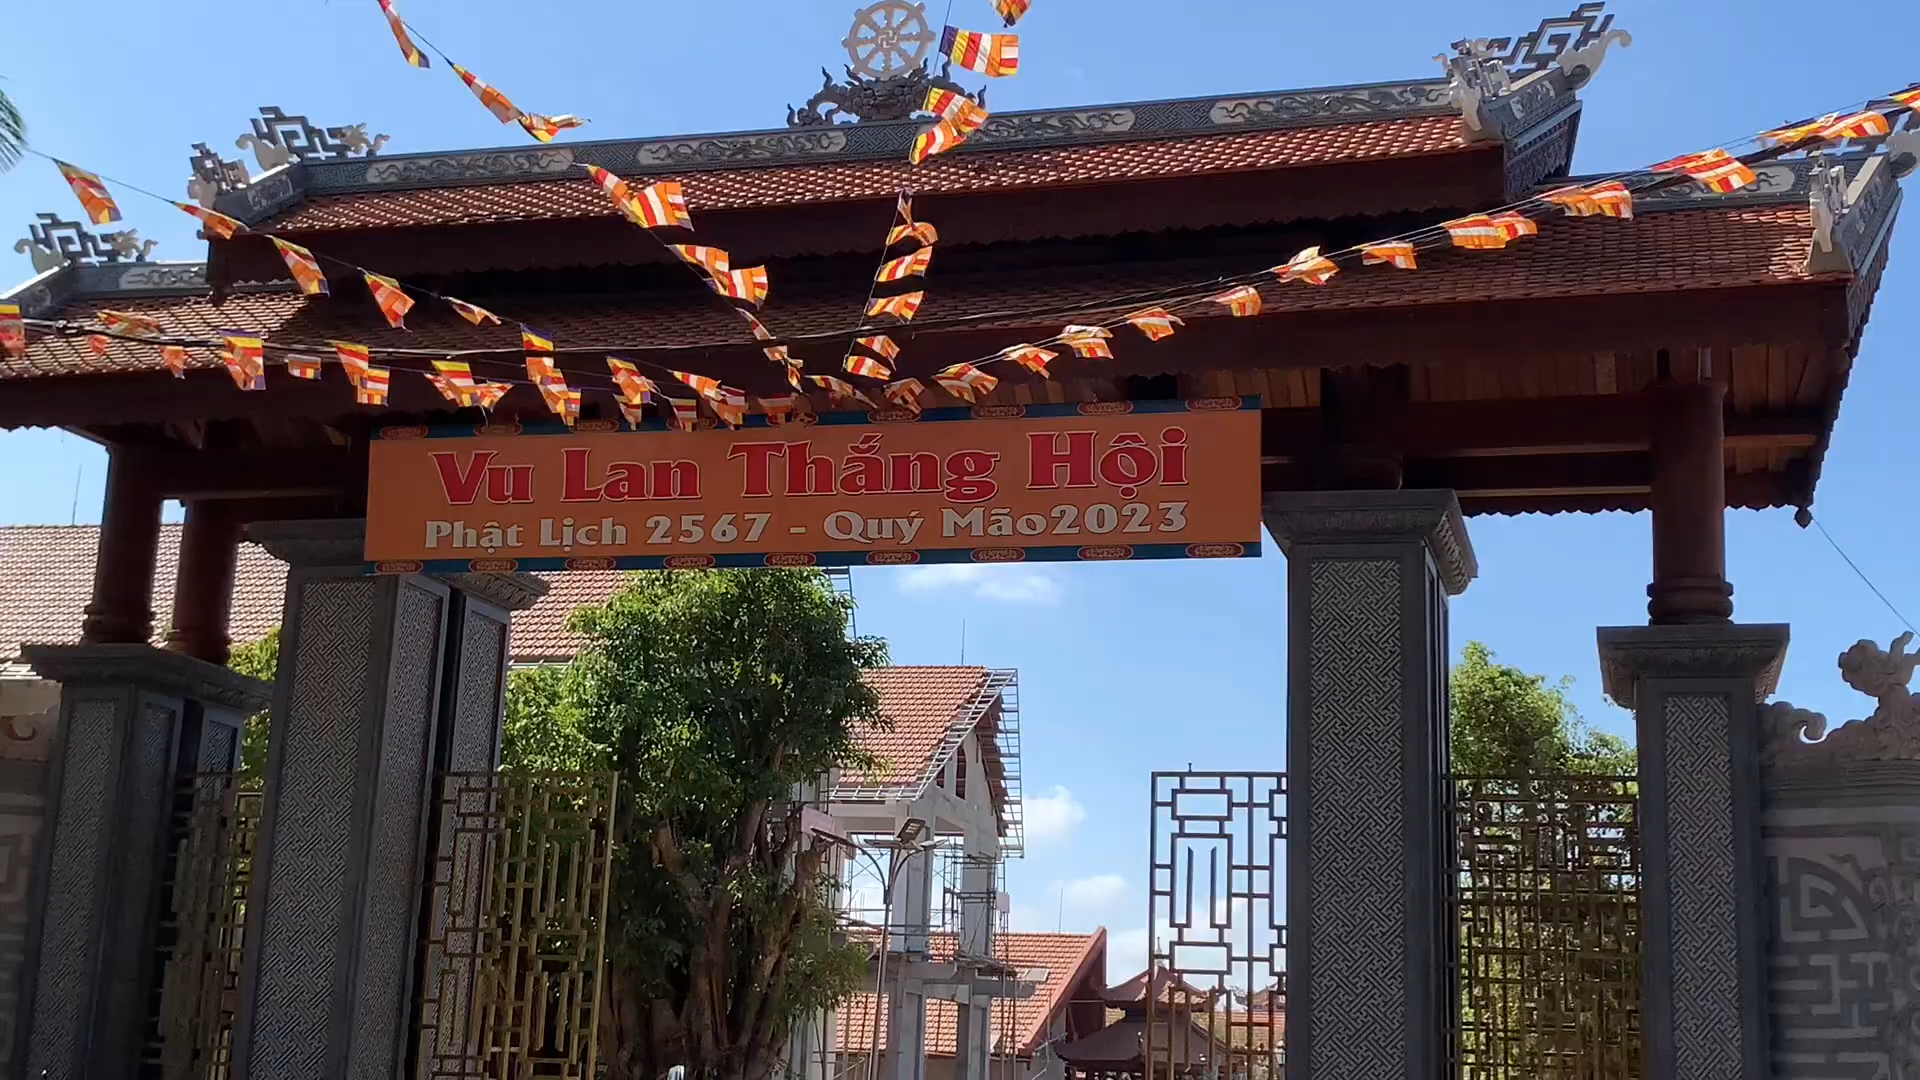 Vu Lan Thắng Hội
Phật Lịch 2567 - Quý Mão2023